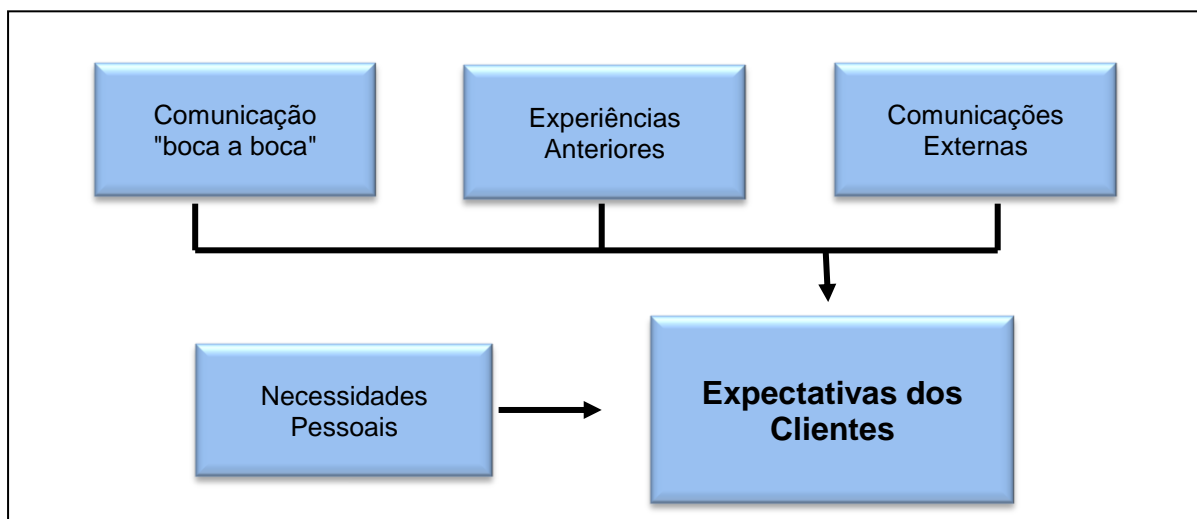 Comunicação
"boca a boca"
Experiências
Anteriores
Comunicações
Externas
Necessidades
Pessoais
Expectativas dos
Clientes